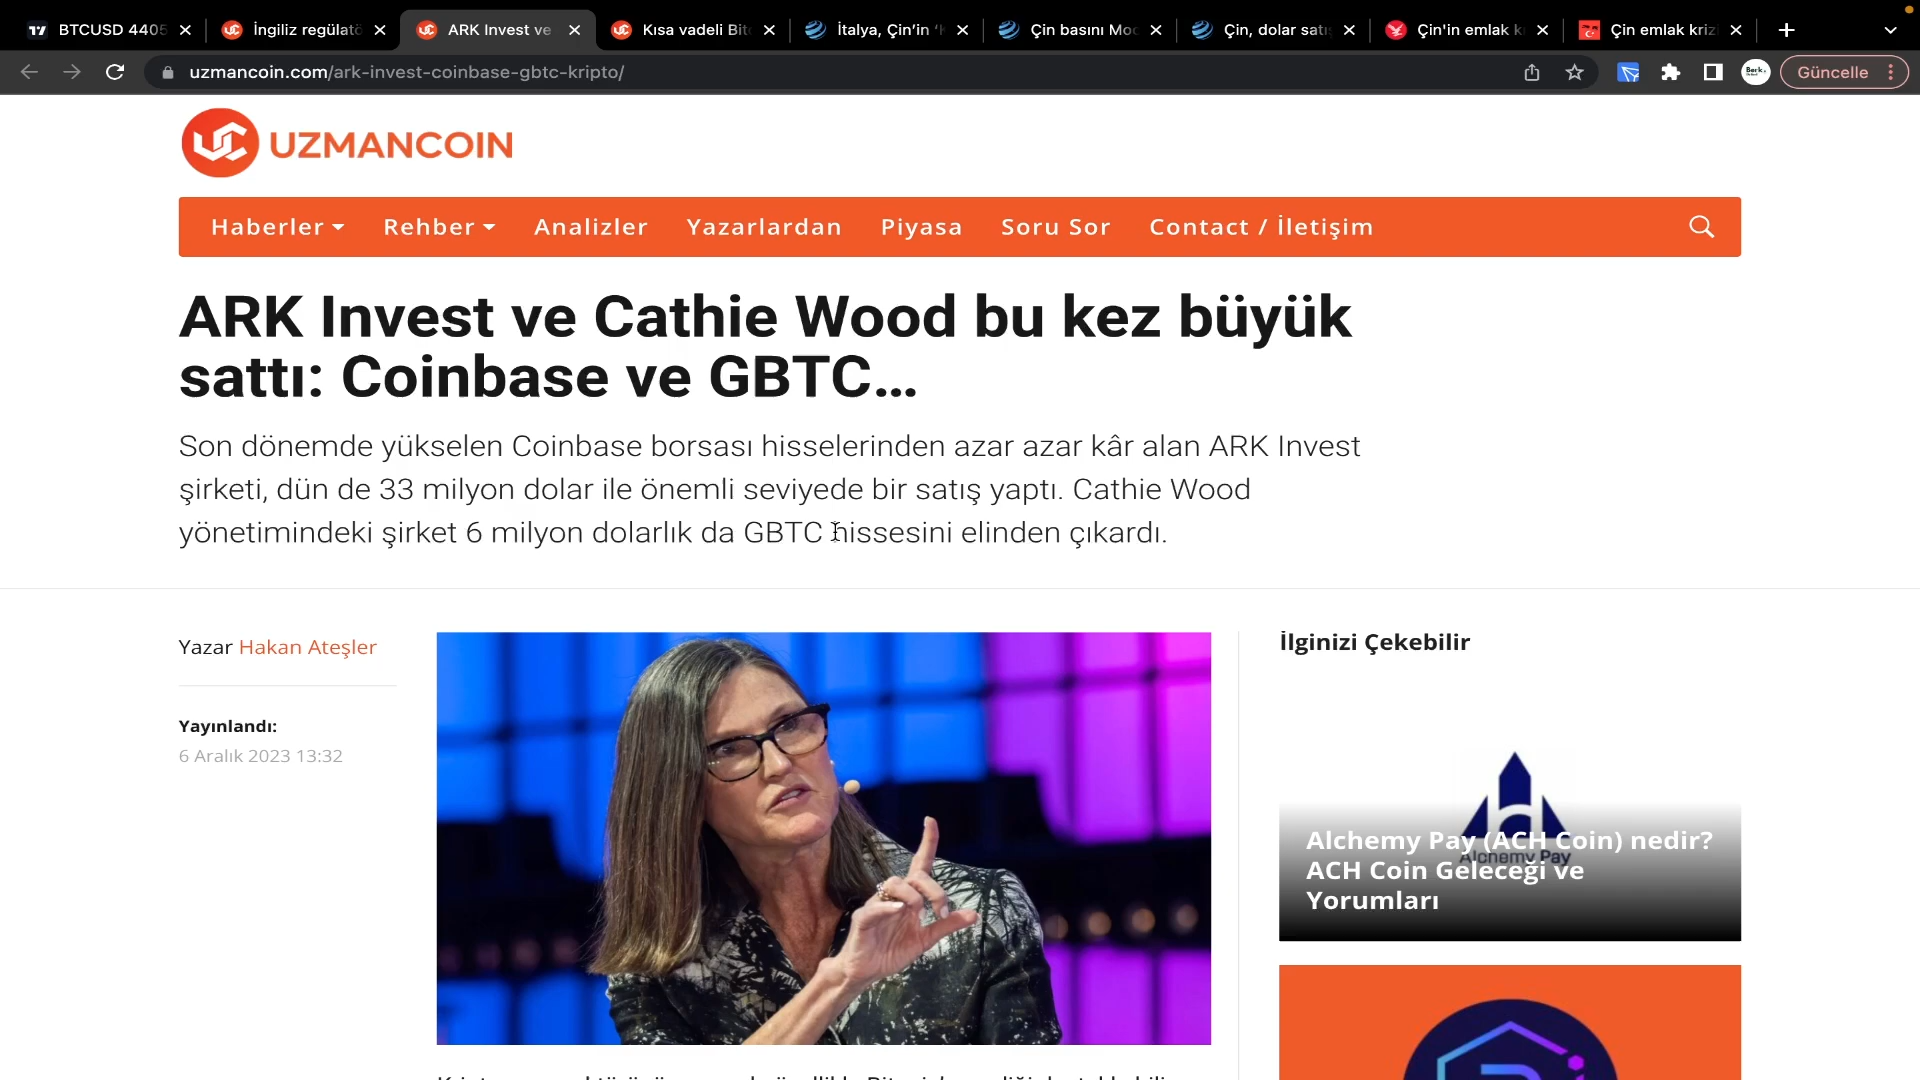 BTCUSD 4405
İngiliz regülatö
ARK Invest ve
Kısa vadeli Bit
İtalya, Çin'in
Çin basını Moo
Çin, dolar satı
Çin'in emlak k
Çin emlak krizi
uzmancoin.com/ark-invest-coinbase-gbtc-kripto/
Güncelle
UZMANCOIN
Haberler Rehber Analizler Yazarlardan Piyasa Soru Sor Contact / İletişim
ARK Invest ve Cathie Wood bu kez büyük
sattı: Coinbase ve GBTC...
Son dönemde yükselen Coinbase borsası hisselerinden azar azar kâr alan ARK Invest
şirketi, dün de 33 milyon dolar ile önemli seviyede bir satış yaptı. Cathie Wood
yönetimindeki şirket 6 milyon dolarlık da GBTC hissesini elinden çıkardı.
Yazar Hakan Ateşler
Yayınlandı:
6 Aralık 2023 13:32
İlginizi Çekebilir
Alchemy Pay
Alchemy Pay (ACH Coin) nedir?
ACH Coin Geleceği ve
Yorumları